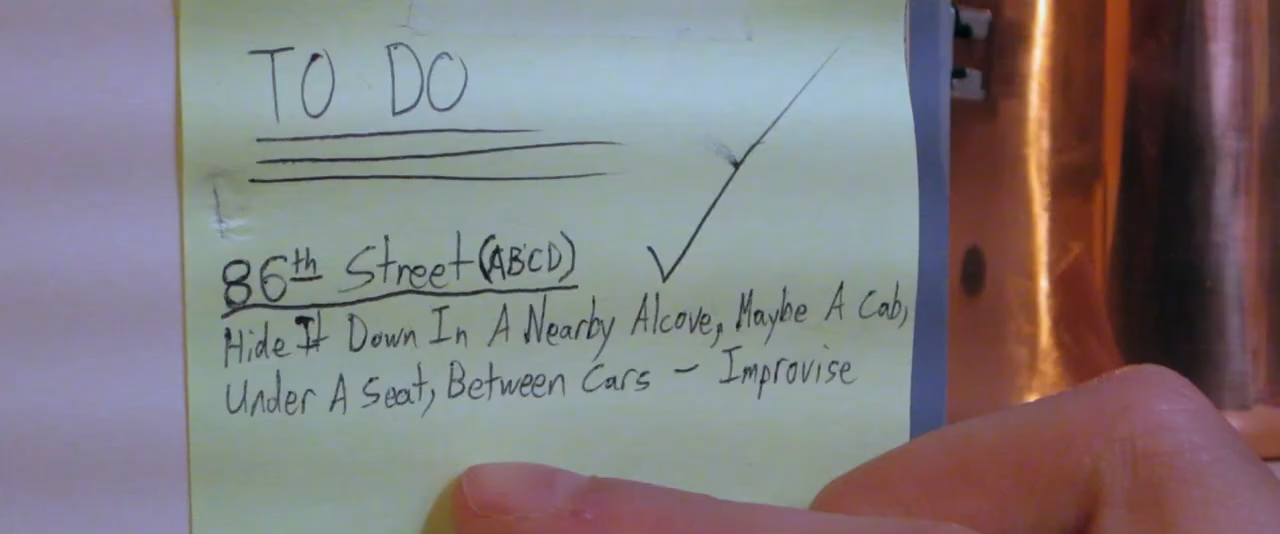 TO DO
86th Street (ABCD)
Hide It Down In A Nearby Alcove, Maybe A Cab,
Under A Seat, Between Cars - Improvise